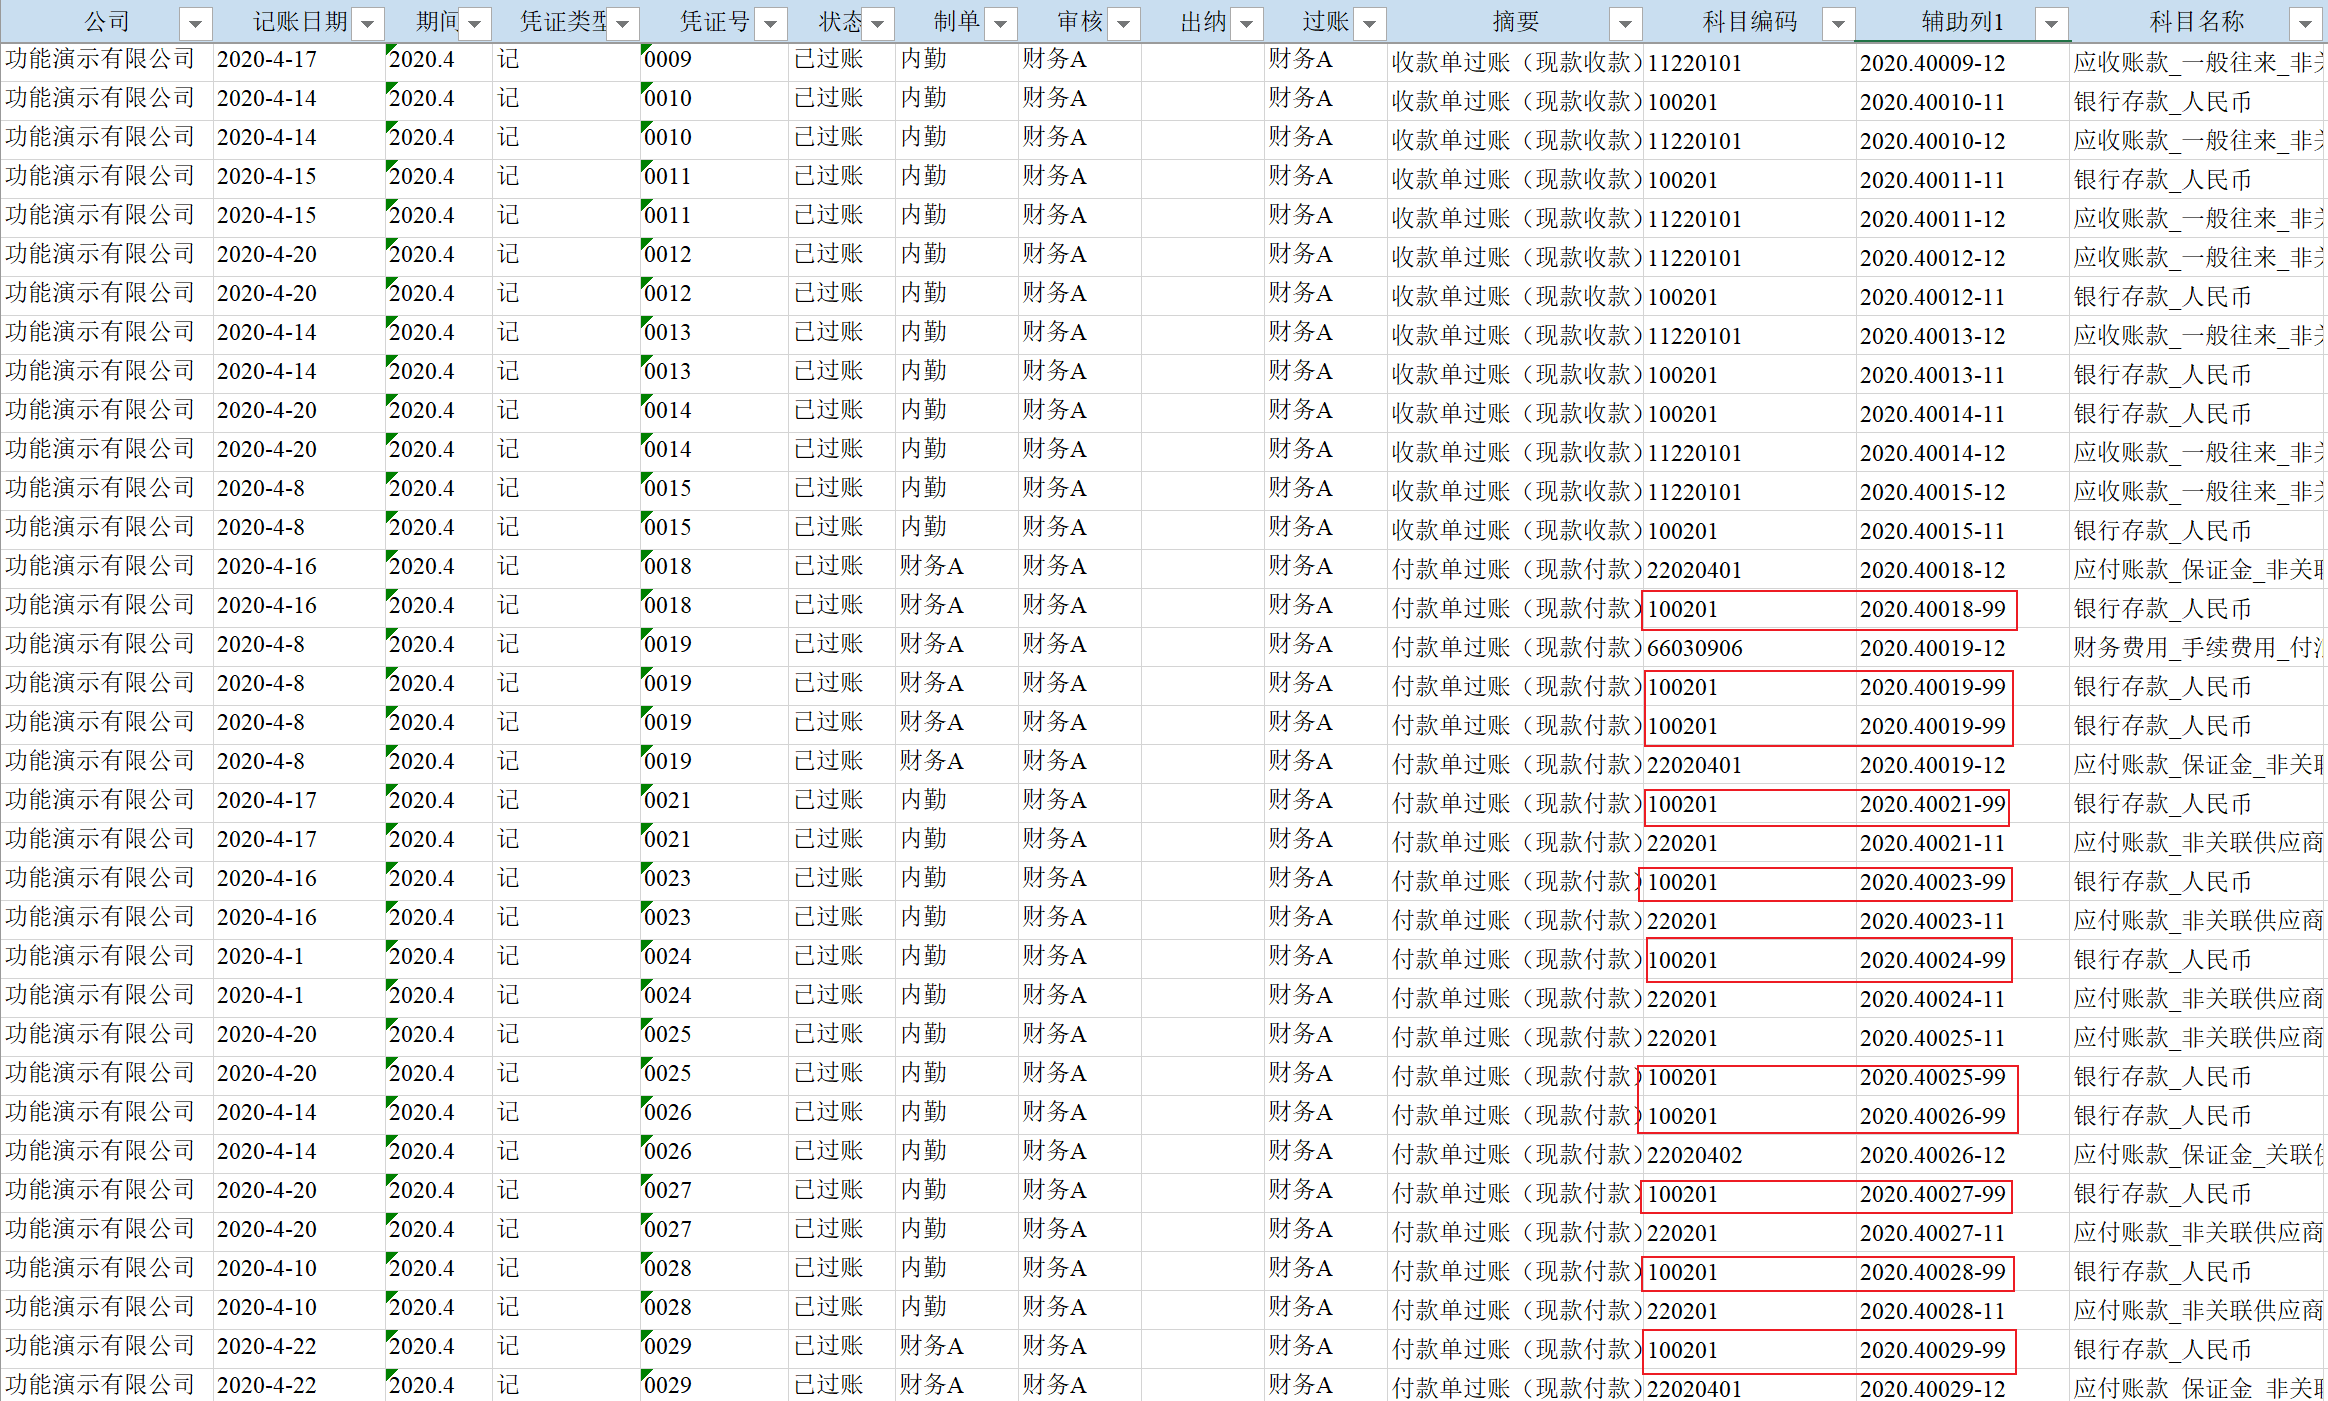 公司 记账日期 期间 凭证类型 凭证号 状态 制单 审核 出纳 过账 摘要 科目编码 辅助列1 科目名称
功能演示有限公司 2020-4-17 2020.4 记 0009 已过账 内勤 财务A 财务A 收款单过账（现款收款） 11220101 2020.40009-12 应收账款_一般往来_非关
功能演示有限公司 2020-4-14 2020.4 记 0010 已过账 内勤 财务A 财务A 收款单过账（现款收款） 100201 2020.40010-11 银行存款_人民币
功能演示有限公司 2020-4-14 2020.4 记 0010 已过账 内勤 财务A 财务A 收款单过账（现款收款） 11220101 2020.40010-12 应收账款_一般往来_非关
功能演示有限公司 2020-4-15 2020.4 记 0011 已过账 内勤 财务A 财务A 收款单过账（现款收款） 100201 2020.40011-11 银行存款_人民币
功能演示有限公司 2020-4-15 2020.4 记 0011 已过账 内勤 财务A 财务A 收款单过账（现款收款） 11220101 2020.40011-12 应收账款_一般往来_非关
功能演示有限公司 2020-4-20 2020.4 记 0012 已过账 内勤 财务A 财务A 收款单过账（现款收款） 11220101 2020.40012-12 应收账款_一般往来_非关
功能演示有限公司 2020-4-20 2020.4 记 0012 已过账 内勤 财务A 财务A 收款单过账（现款收款） 100201 2020.40012-11 银行存款_人民币
功能演示有限公司 2020-4-14 2020.4 记 0013 已过账 内勤 财务A 财务A 收款单过账（现款收款） 11220101 2020.40013-12 应收账款_一般往来_非关
功能演示有限公司 2020-4-14 2020.4 记 0013 已过账 内勤 财务A 财务A 收款单过账（现款收款） 100201 2020.40013-11 银行存款_人民币
功能演示有限公司 2020-4-20 2020.4 记 0014 已过账 内勤 财务A 财务A 收款单过账（现款收款） 100201 2020.40014-11 银行存款_人民币
功能演示有限公司 2020-4-20 2020.4 记 0014 已过账 内勤 财务A 财务A 收款单过账（现款收款） 11220101 2020.40014-12 应收账款_一般往来_非关
功能演示有限公司 2020-4-8 2020.4 记 0015 已过账 内勤 财务A 财务A 收款单过账（现款收款） 11220101 2020.40015-12 应收账款_一般往来_非关
功能演示有限公司 2020-4-8 2020.4 记 0015 已过账 内勤 财务A 财务A 收款单过账（现款收款） 100201 2020.40015-11 银行存款_人民币
功能演示有限公司 2020-4-16 2020.4 记 0018 已过账 财务A 财务A 财务A 付款单过账（现款付款） 22020401 2020.40018-12 应付账款_保证金_非关联
功能演示有限公司 2020-4-16 2020.4 记 0018 已过账 财务A 财务A 财务A 付款单过账（现款付款） 100201 2020.40018-99 银行存款_人民币
功能演示有限公司 2020-4-8 2020.4 记 0019 已过账 财务A 财务A 财务A 付款单过账（现款付款） 66030906 2020.40019-12 财务费用_手续费用_付
功能演示有限公司 2020-4-8 2020.4 记 0019 已过账 财务A 财务A 财务A 付款单过账（现款付款） 100201 2020.40019-99 银行存款_人民币
功能演示有限公司 2020-4-8 2020.4 记 0019 已过账 财务A 财务A 财务A 付款单过账（现款付款） 100201 2020.40019-99 银行存款_人民币
功能演示有限公司 2020-4-8 2020.4 记 0019 已过账 财务A 财务A 财务A 付款单过账（现款付款） 22020401 2020.40019-12 应付账款_保证金_非关联
功能演示有限公司 2020-4-17 2020.4 记 0021 已过账 内勤 财务A 财务A 付款单过账（现款付款） 100201 2020.40021-99 银行存款_人民币
功能演示有限公司 2020-4-17 2020.4 记 0021 已过账 内勤 财务A 财务A 付款单过账（现款付款） 220201 2020.40021-11 应付账款_非关联供应商
功能演示有限公司 2020-4-16 2020.4 记 0023 已过账 内勤 财务A 财务A 付款单过账（现款付款） 100201 2020.40023-99 银行存款_人民币
功能演示有限公司 2020-4-16 2020.4 记 0023 已过账 内勤 财务A 财务A 付款单过账（现款付款） 220201 2020.40023-11 应付账款_非关联供应商
功能演示有限公司 2020-4-1 2020.4 记 0024 已过账 内勤 财务A 财务A 付款单过账（现款付款） 100201 2020.40024-99 银行存款_人民币
功能演示有限公司 2020-4-1 2020.4 记 0024 已过账 内勤 财务A 财务A 付款单过账（现款付款） 220201 2020.40024-11 应付账款_非关联供应商
功能演示有限公司 2020-4-20 2020.4 记 0025 已过账 内勤 财务A 财务A 付款单过账（现款付款） 220201 2020.40025-11 应付账款_非关联供应商
功能演示有限公司 2020-4-20 2020.4 记 0025 已过账 内勤 财务A 财务A 付款单过账（现款付款） 100201 2020.40025-99 银行存款_人民币
功能演示有限公司 2020-4-14 2020.4 记 0026 已过账 内勤 财务A 财务A 付款单过账（现款付款） 100201 2020.40026-99 银行存款_人民币
功能演示有限公司 2020-4-14 2020.4 记 0026 已过账 内勤 财务A 财务A 付款单过账（现款付款） 22020402 2020.40026-12 应付账款_保证金_关联供
功能演示有限公司 2020-4-20 2020.4 记 0027 已过账 内勤 财务A 财务A 付款单过账（现款付款） 100201 2020.40027-99 银行存款_人民币
功能演示有限公司 2020-4-20 2020.4 记 0027 已过账 内勤 财务A 财务A 付款单过账（现款付款） 220201 2020.40027-11 应付账款_非关联供应商
功能演示有限公司 2020-4-10 2020.4 记 0028 已过账 内勤 财务A 财务A 付款单过账（现款付款） 100201 2020.40028-99 银行存款_人民币
功能演示有限公司 2020-4-10 2020.4 记 0028 已过账 内勤 财务A 财务A 付款单过账（现款付款） 220201 2020.40028-11 应付账款_非关联供应商
功能演示有限公司 2020-4-22 2020.4 记 0029 已过账 财务A 财务A 财务A 付款单过账（现款付款） 100201 2020.40029-99 银行存款_人民币
功能演示有限公司 2020-4-22 2020.4 记 0029 已过账 财务A 财务A 财务A 付款单过账（现款付款） 22020401 2020.40029-12 应付账款_保证金_非关联